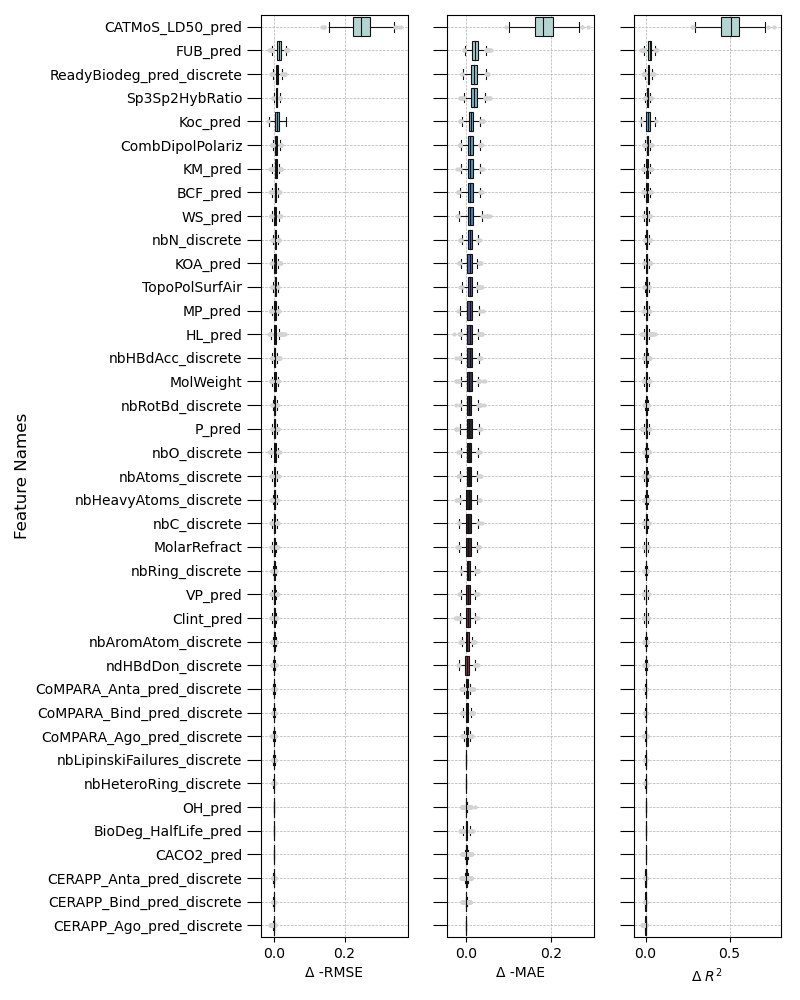 Feature Names
CATMoS_LD50_pred
FUB_pred
ReadyBiodeg_pred_discrete
Sp3Sp2HybRatio
Koc_pred
CombDipolPolariz
KM_pred
BCF_pred
WS_pred
nbN_discrete
KOA_pred
TopoPolSurfAir
MP_pred
HL_pred
nbHBdAcc_discrete
MolWeight
nbRotBd_discrete
P_pred
nbO_discrete
nbAtoms_discrete
nbHeavyAtoms_discrete
nbC_discrete
MolarRefract
nbRing_discrete
VP_pred
Clint_pred
nbAromAtom_discrete
ndHBdDon_discrete
CoMPARA_Anta_pred_discrete
CoMPARA_Bind_pred_discrete
CoMPARA_Ago_pred_discrete
nbLipinskiFailures_discrete
nbHeteroRing_discrete
OH_pred
BioDeg_HalfLife_pred
CACO2_pred
CERAPP_Anta_pred_discrete
CERAPP_Bind_pred_discrete
CERAPP_Ago_pred_discrete
0.0 0.2 0.0 0.2 0.0 0.5
Δ -RMSE Δ -MAE Δ R²